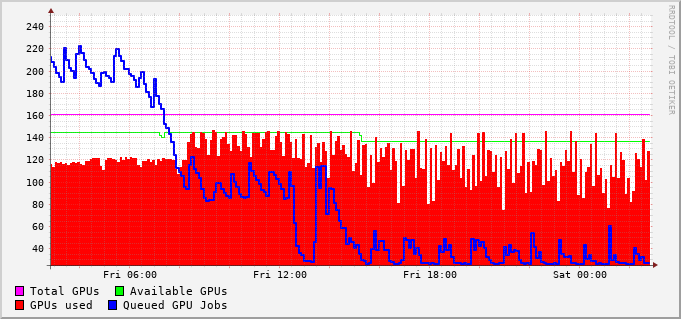 RRDTOOL / TOBI OETIKER
240
220
200
180
160
140
120
100
80
60
40
Fri 06:00 Fri 12:00 Fri 18:00 Sat 00:00
Total GPUs Available GPUs
GPUs used Queued GPU Jobs